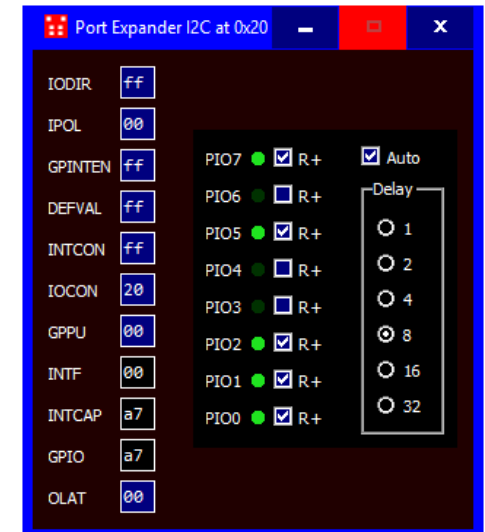 Port Expander I2C at 0x20
IODIR ff
IPOL 00
GPINTEN ff
DEFVAL ff
INTCON ff
IOCON 20
GPPU 00
INTF 00
INTCAP a7
GPIO a7
OLAT 00
PIO7 R+
PIO6 R+
PIO5 R+
PIO4 R+
PIO3 R+
PIO2 R+
PIO1 R+
PIO0 R+
Auto
Delay
1
2
4
8
16
32